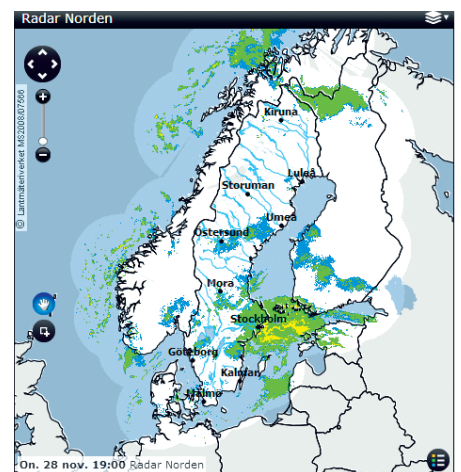 Radar Norden
© Lantmäteriverket MS2008/07566
Kiruna
Luleå
Storuman
Umeå
Östersund
Mora
Stockholm
Göteborg
Kalmar
Malmö
On. 28 nov. 19:00 Radar Norden